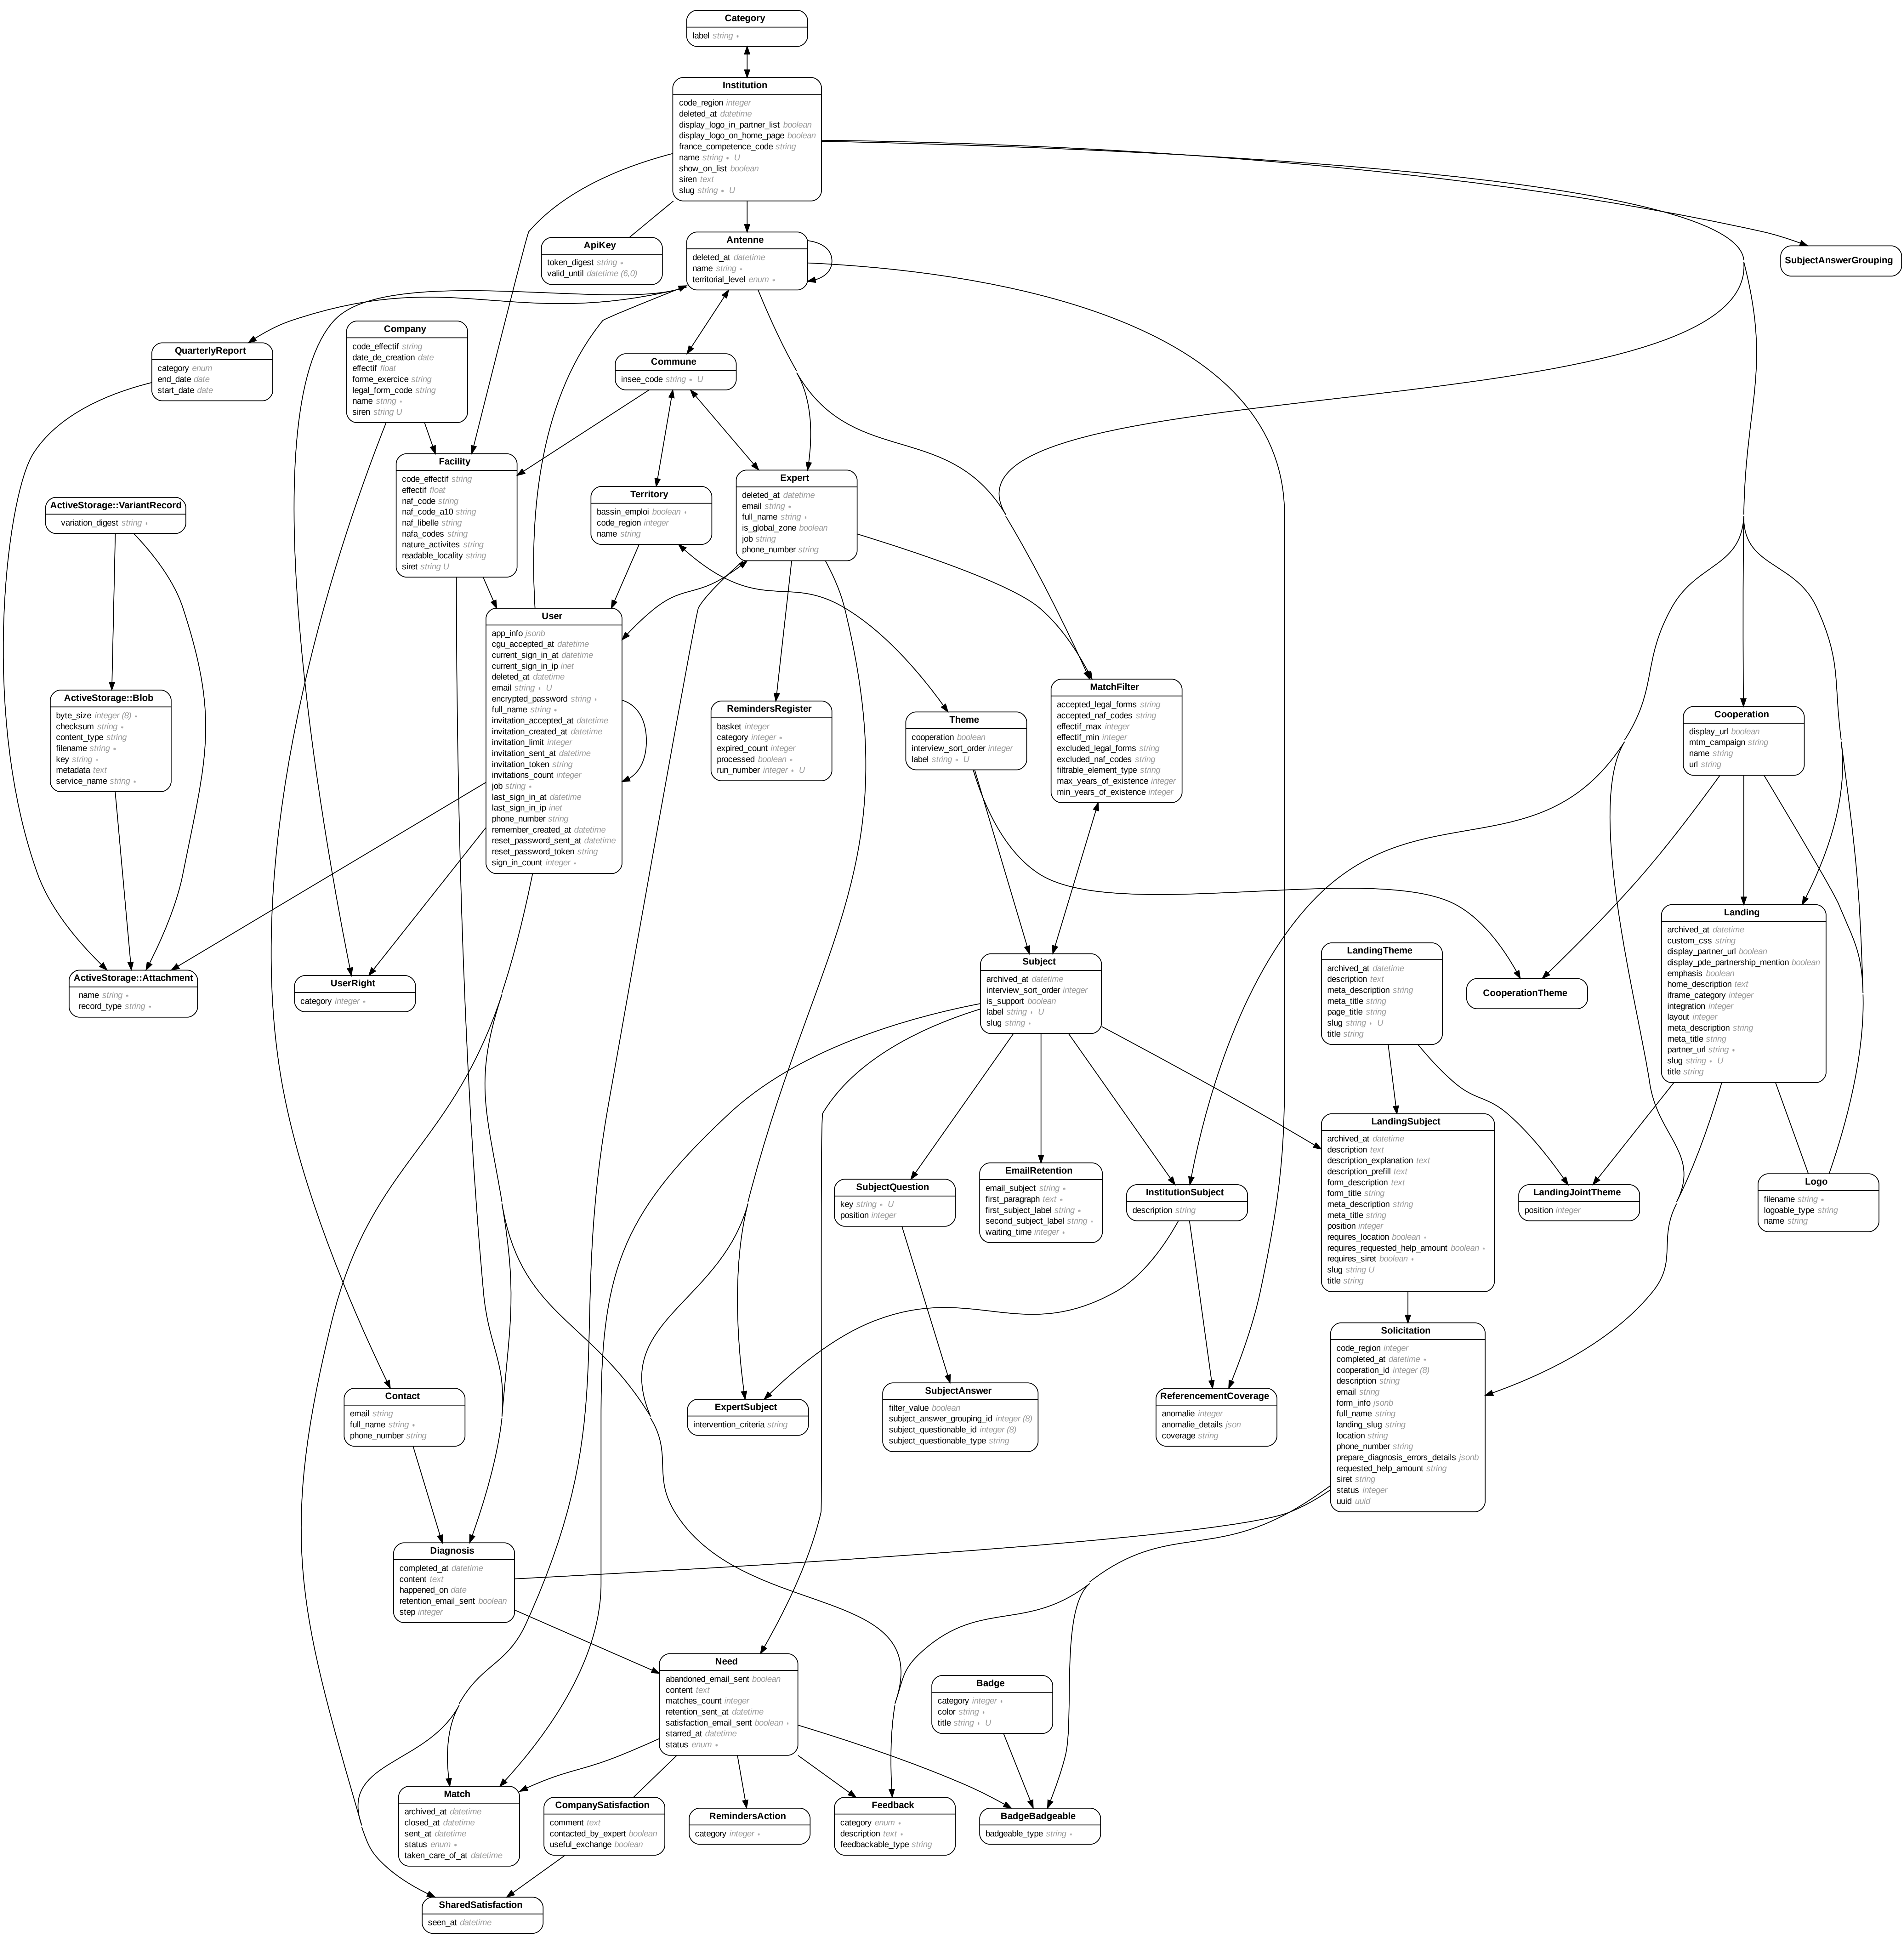 Category
label string ∗
Institution
code_region integer
deleted_at datetime
display_logo_in_partner_list boolean
display_logo_on_home_page boolean
france_competence_code string
name string ∗ U
show_on_list boolean
siren text
slug string ∗ U
ApiKey
token_digest string ∗
valid_until datetime (6,0)
Antenne
deleted_at datetime
name string ∗
territorial_level enum ∗
SubjectAnswerGrouping
QuarterlyReport
category enum
end_date date
start_date date
Company
code_effectif string
date_de_creation date
effectif float
forme_exercice string
legal_form_code string
name string ∗
siren string U
Commune
insee_code string ∗ U
Facility
code_effectif string
effectif float
naf_code string
naf_code_a10 string
naf_libelle string
nafa_codes string
nature_activites string
readable_locality string
siret string U
Territory
bassin_emploi boolean ∗
code_region integer
name string
Expert
deleted_at datetime
email string ∗
full_name string ∗
is_global_zone boolean
job string
phone_number string
ActiveStorage::VariantRecord
variation_digest string ∗
User
app_info jsonb
cgu_accepted_at datetime
current_sign_in_at datetime
current_sign_in_ip inet
deleted_at datetime
email string ∗ U
encrypted_password string ∗
full_name string ∗
invitation_accepted_at datetime
invitation_created_at datetime
invitation_limit integer
invitation_sent_at datetime
invitation_token string
invitations_count integer
job string ∗
last_sign_in_at datetime
last_sign_in_ip inet
phone_number string
remember_created_at datetime
reset_password_sent_at datetime
reset_password_token string
sign_in_count integer ∗
ActiveStorage::Blob
byte_size integer (8) ∗
checksum string ∗
content_type string
filename string ∗
key string ∗
metadata text
service_name string ∗
RemindersRegister
basket integer
category integer ∗
expired_count integer
processed boolean ∗
run_number integer ∗ U
Theme
cooperation boolean
interview_sort_order integer
label string ∗ U
MatchFilter
accepted_legal_forms string
accepted_naf_codes string
effectif_max integer
effectif_min integer
excluded_legal_forms string
excluded_naf_codes string
filtrable_element_type string
max_years_of_existence integer
min_years_of_existence integer
Cooperation
display_url boolean
mtm_campaign string
name string
url string
Landing
archived_at datetime
custom_css string
display_partner_url boolean
display_pde_partnership_mention boolean
emphasis boolean
home_description text
iframe_category integer
integration integer
layout integer
meta_description string
meta_title string
partner_url string ∗
slug string ∗ U
title string
ActiveStorage::Attachment
name string ∗
record_type string ∗
UserRight
category integer ∗
Subject
archived_at datetime
interview_sort_order integer
is_support boolean
label string ∗ U
slug string ∗
LandingTheme
archived_at datetime
description text
meta_description string
meta_title string
page_title string
slug string ∗ U
title string
CooperationTheme
LandingSubject
archived_at datetime
description text
description_explanation text
description_prefill text
form_description text
form_title string
meta_description string
meta_title string
position integer
requires_location boolean ∗
requires_requested_help_amount boolean ∗
requires_siret boolean ∗
slug string U
title string
SubjectQuestion
key string ∗ U
position integer
EmailRetention
email_subject string ∗
first_paragraph text ∗
first_subject_label string ∗
second_subject_label string ∗
waiting_time integer ∗
InstitutionSubject
description string
LandingJointTheme
position integer
Logo
filename string ∗
logoable_type string
name string
Solicitation
code_region integer
completed_at datetime ∗
cooperation_id integer (8)
description string
email string
form_info jsonb
full_name string
landing_slug string
location string
phone_number string
prepare_diagnosis_errors_details jsonb
requested_help_amount string
siret string
status integer
uuid uuid
Contact
email string
full_name string ∗
phone_number string
ExpertSubject
intervention_criteria string
SubjectAnswer
filter_value boolean
subject_answer_grouping_id integer (8)
subject_questionable_id integer (8)
subject_questionable_type string
ReferencementCoverage
anomalie integer
anomalie_details json
coverage string
Diagnosis
completed_at datetime
content text
happened_on date
retention_email_sent boolean
step integer
Need
abandoned_email_sent boolean
content text
matches_count integer
retention_sent_at datetime
satisfaction_email_sent boolean ∗
starred_at datetime
status enum ∗
Badge
category integer ∗
color string ∗
title string ∗ U
Match
archived_at datetime
closed_at datetime
sent_at datetime
status enum ∗
taken_care_of_at datetime
CompanySatisfaction
comment text
contacted_by_expert boolean
useful_exchange boolean
RemindersAction
category integer ∗
Feedback
category enum ∗
description text ∗
feedbackable_type string
BadgeBadgeable
badgeable_type string ∗
SharedSatisfaction
seen_at datetime